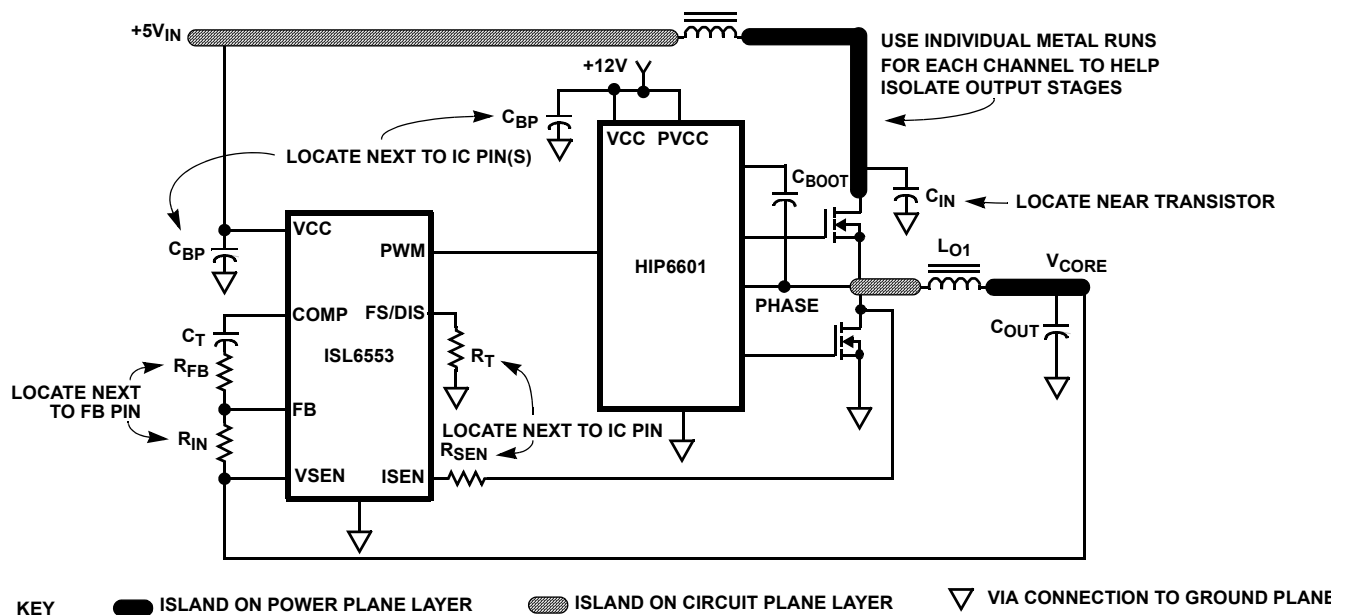 +5VIN
USE INDIVIDUAL METAL RUNS
FOR EACH CHANNEL TO HELP
ISOLATE OUTPUT STAGES
+12V
CBP
VCC PVCC
LOCATE NEXT TO IC PIN(S)
CBOOT
CIN
LOCATE NEAR TRANSISTOR
VCC
CBP
PWM
HIP6601
LO1
VCORE
PHASE
COMP
FS/DIS
COUT
CT
ISL6553
RT
RFB
LOCATE NEXT
TO FB PIN
FB
RIN
LOCATE NEXT TO IC PIN
RSEN
VSEN
ISEN
KEY
ISLAND ON POWER PLANE LAYER
ISLAND ON CIRCUIT PLANE LAYER
VIA CONNECTION TO GROUND PLANE